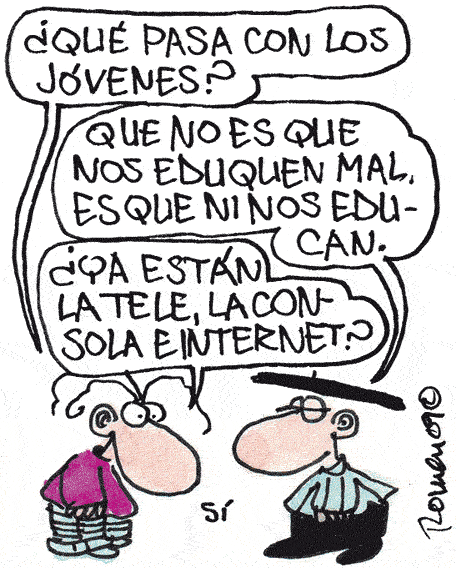 ¿QUÉ PASA CON LOS
JÓVENES?
QUE NO ES QUE
NOS EDUQUEN MAL.
ES QUE NI NOS EDU-
CAN.
¿YA ESTÁN
LA TELE, LA CON-
SOLA E INTERNET?
SÍ
Romeu 09©